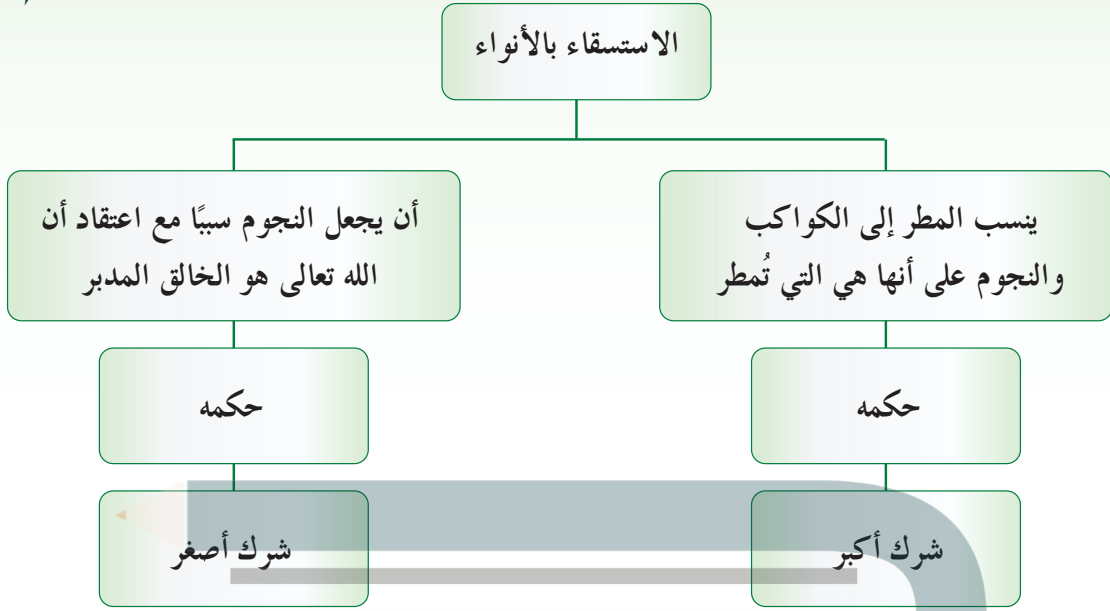 الاستسقاء بالأنواء
ينسب المطر إلى الكواكب
والنجوم على أنها هي التي تُمطر
أن يجعل النجوم سببًا مع اعتقاد أن
الله تعالى هو الخالق المدبر
حكمه
حكمه
شرك أكبر
شرك أصغر